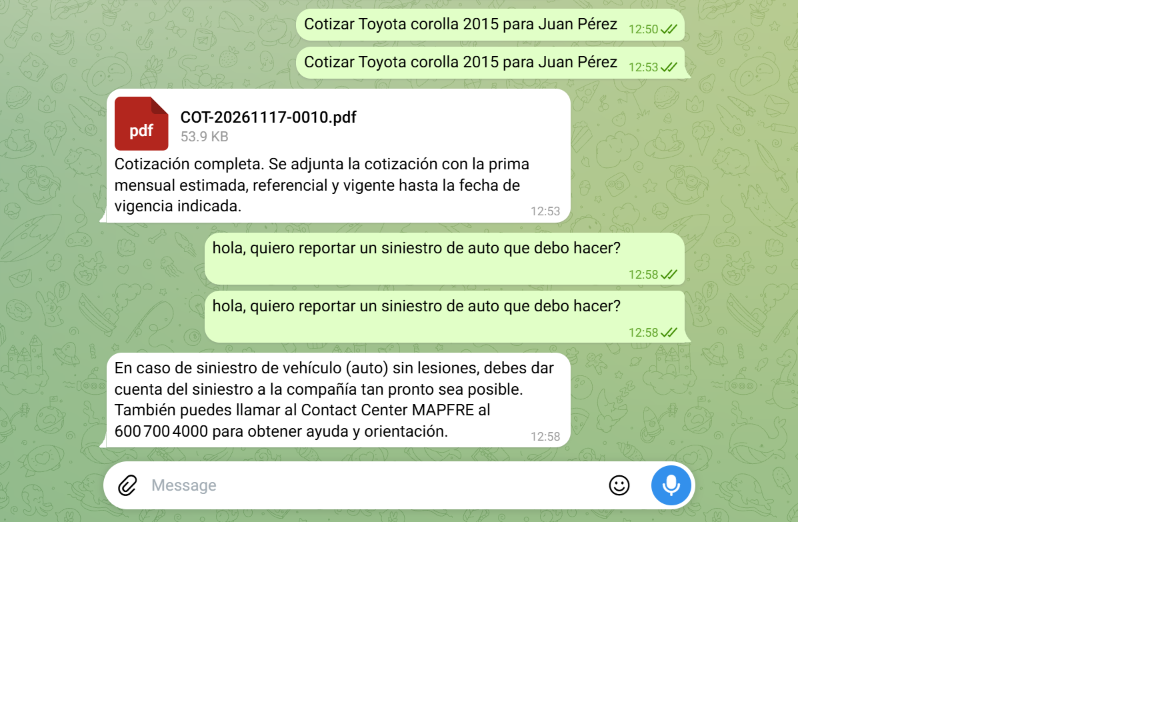 Cotizar Toyota corolla 2015 para Juan Pérez 12:50
Cotizar Toyota corolla 2015 para Juan Pérez 12:53
pdf
COT-20261117-0010.pdf
53.9 KB
Cotización completa. Se adjunta la cotización con la prima
mensual estimada, referencial y vigente hasta la fecha de
vigencia indicada. 12:53
hola, quiero reportar un siniestro de auto que debo hacer?
12:58
hola, quiero reportar un siniestro de auto que debo hacer?
12:58
En caso de siniestro de vehículo (auto) sin lesiones, debes dar
cuenta del siniestro a la compañía tan pronto sea posible.
También puedes llamar al Contact Center MAPFRE al
600 700 4000 para obtener ayuda y orientación. 12:58
Message